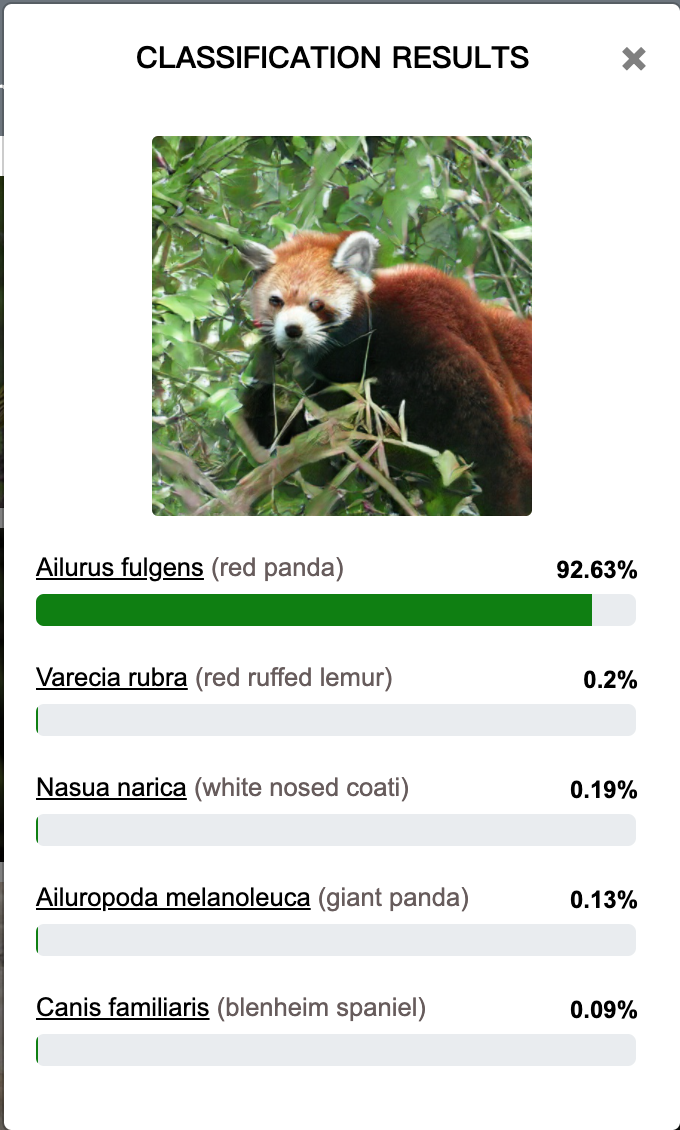 CLASSIFICATION RESULTS
Ailurus fulgens (red panda) 92.63%
Varecia rubra (red ruffed lemur) 0.2%
Nasua narica (white nosed coati) 0.19%
Ailuropoda melanoleuca (giant panda) 0.13%
Canis familiaris (blenheim spaniel) 0.09%